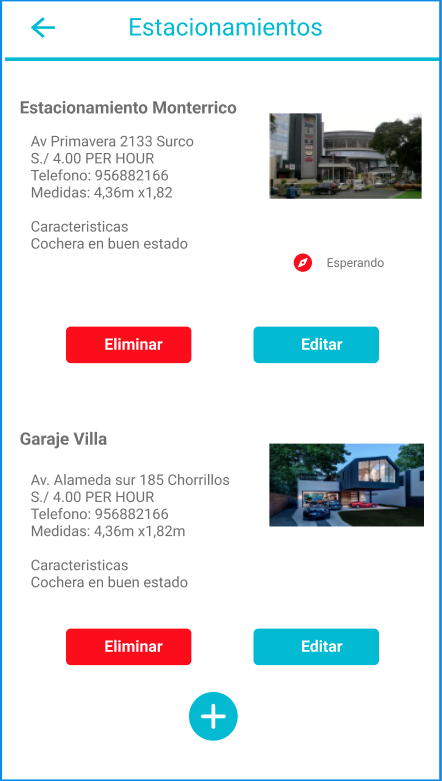 Estacionamientos
Estacionamiento Monterrico
Av Primavera 2133 Surco
S./ 4.00 PER HOUR
Telefono: 956882166
Medidas: 4,36m x1,82
Caracteristicas
Cochera en buen estado
Esperando
Eliminar
Editar
Garaje Villa
Av. Alameda sur 185 Chorrillos
S./ 4.00 PER HOUR
Telefono: 956882166
Medidas: 4,36m x1,82m
Caracteristicas
Cochera en buen estado
Eliminar
Editar